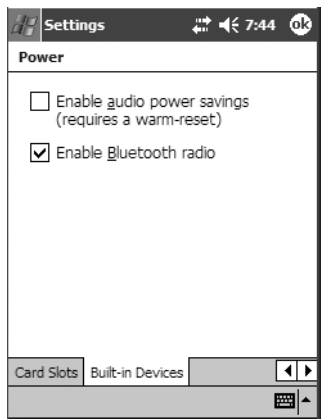 Settings 7:44 ok
Power
Enable audio power savings
(requires a warm-reset)
Enable Bluetooth radio
Card Slots Built-in Devices